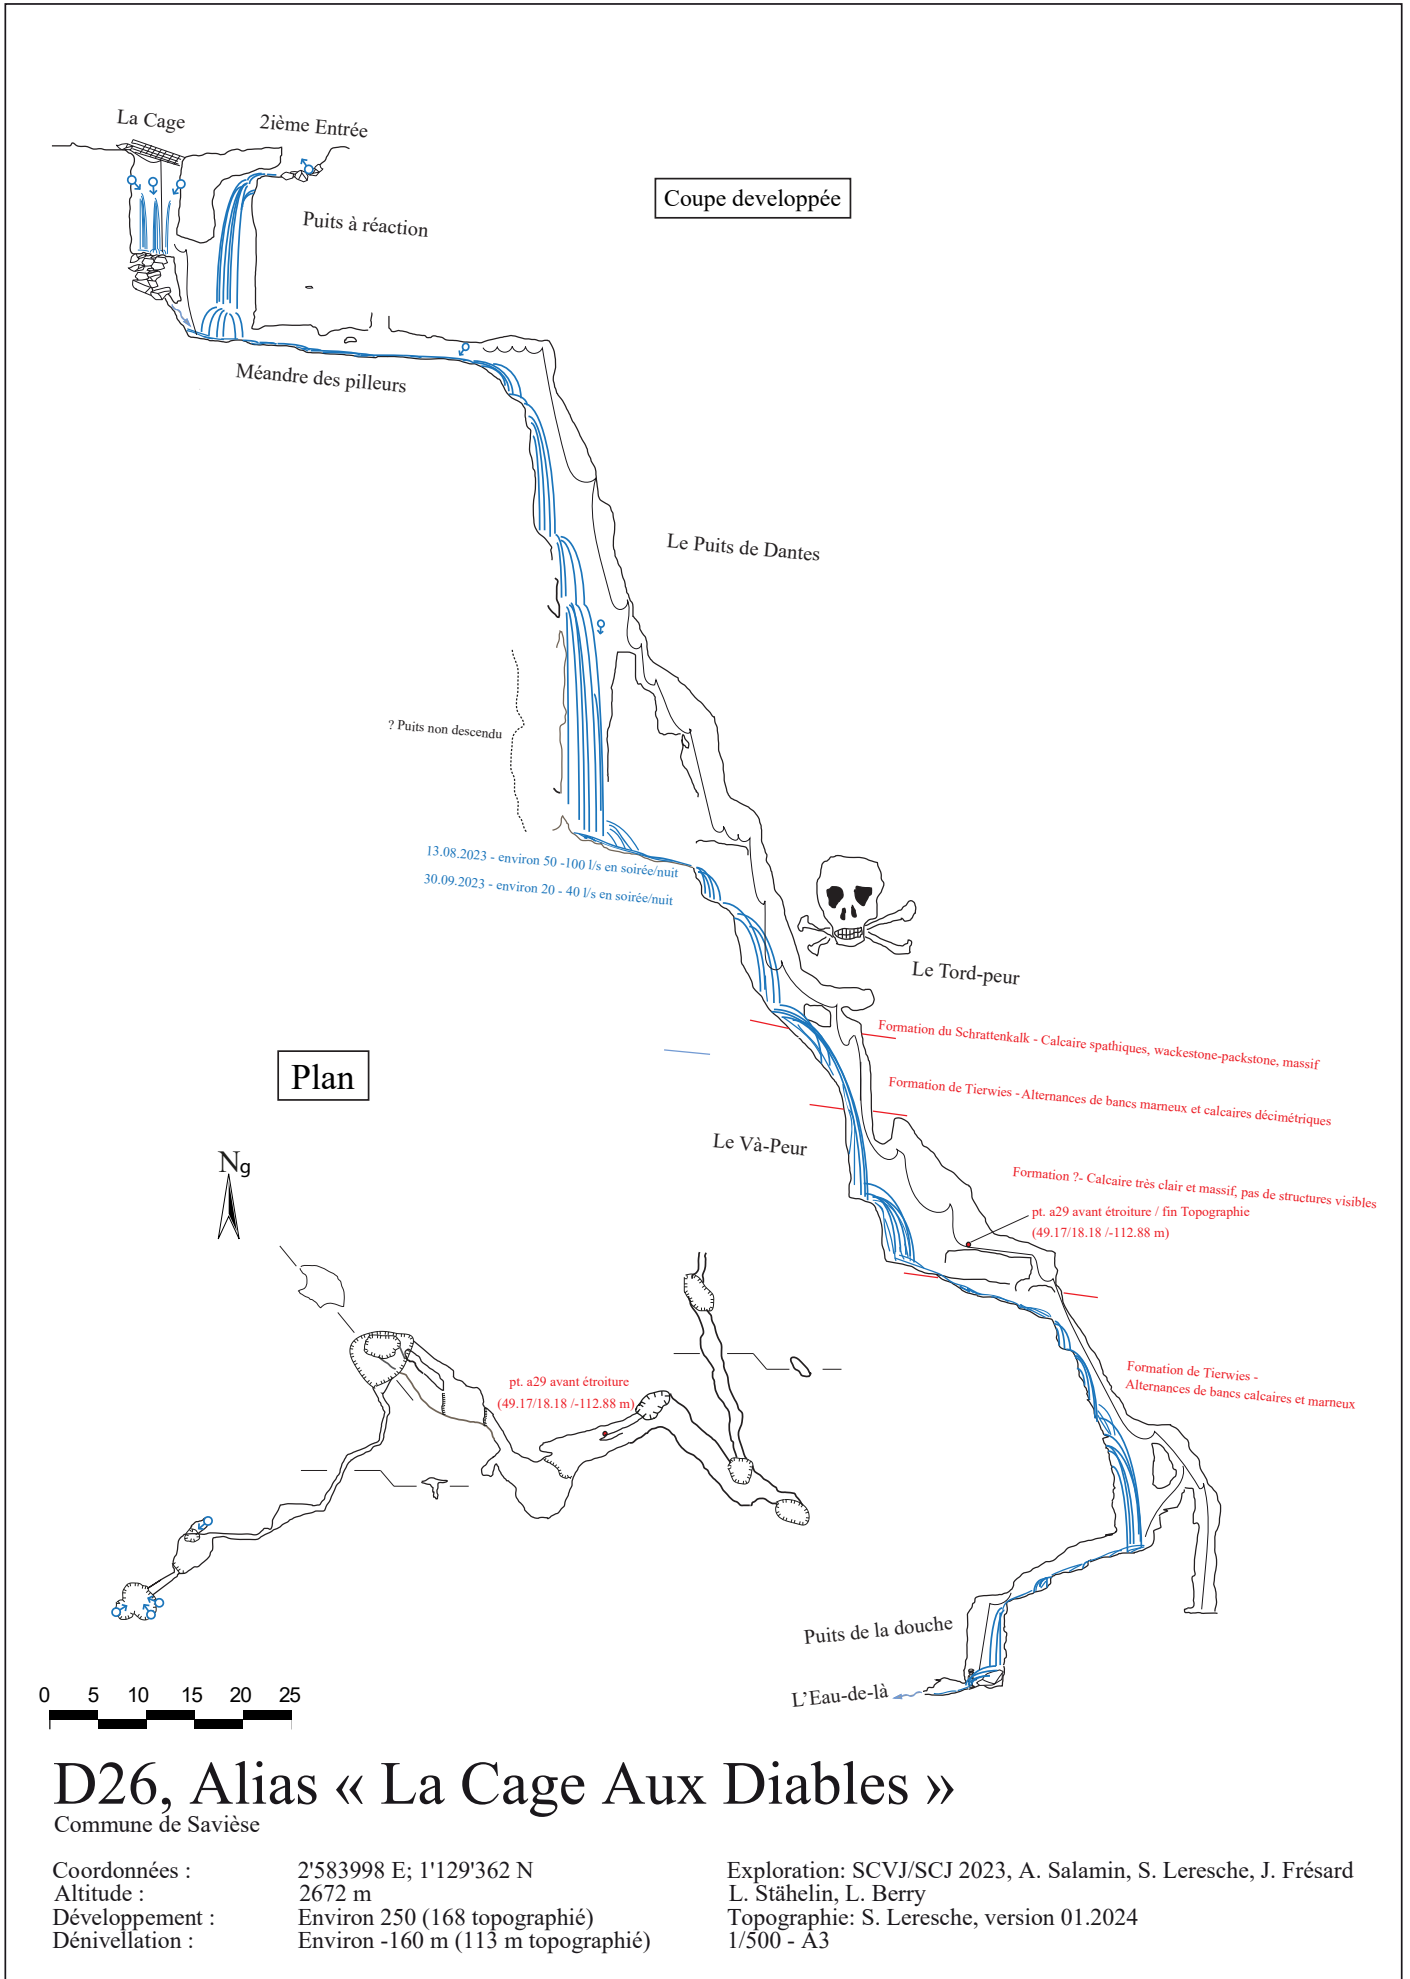 La Cage
2ième Entrée
Coupe developpée
Puits à réaction
Méandre des pilleurs
Le Puits de Dantes
? Puits non descendu
13.08.2023 - environ 50 -100 l/s en soirée/nuit
30.09.2023 - environ 20 - 40 l/s en soirée/nuit
Le Tord-peur
Formation du Schrattenkalk - Calcaire spathiques, wackestone-packstone, massif
Plan
Formation de Tierwies - Alternances de bancs marneux et calcaires décimétriques
Le Và-Peur
Ng
Formation ?- Calcaire très clair et massif, pas de structures visibles
pt. a29 avant étroiture / fin Topographie
(49.17/18.18 /-112.88 m)
pt. a29 avant étroiture
(49.17/18.18 /-112.88 m)
Formation de Tierwies -
Alternances de bancs calcaires et marneux
Puits de la douche
L'Eau-de-là
0 5 10 15 20 25
D26, Alias « La Cage Aux Diables »
Commune de Savièse
Coordonnées : 2'583998 E; 1'129'362 N
Altitude : 2672 m
Développement : Environ 250 (168 topographié)
Dénivellation : Environ -160 m (113 m topographié)
Exploration: SCVJ/SCJ 2023, A. Salamin, S. Leresche, J. Frésard
L. Stähelin, L. Berry
Topographie: S. Leresche, version 01.2024
1/500 - A3